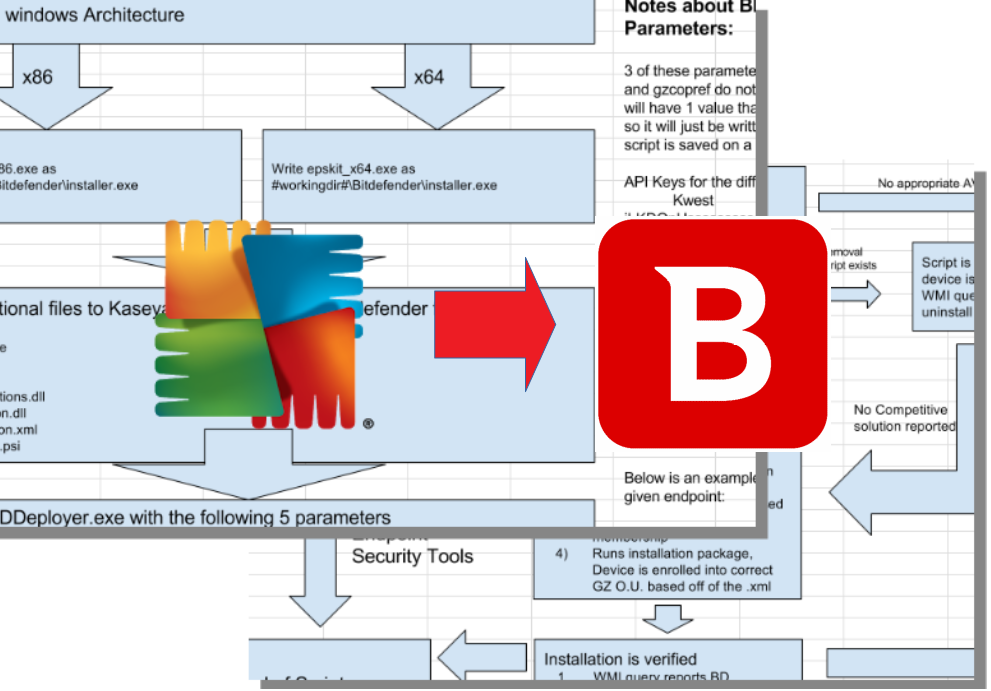 windows Architecture
x86
x64
86.exe as
itdefender\installer.exe
Write epskit_x64.exe as
#workingdir#\Bitdefender\installer.exe
tional files to Kasey
efender
e
tions.dll
n.dll
on.xml
.psi
®
DDeployer.exe with the following 5 parameters
Notes about B
Parameters:
3 of these paramete
and gzcopref do not
will have 1 value tha
so it will just be writt
script is saved on a
API Keys for the diff
Kwest
B
Below is an example
given endpoint:
No appropriate AV
moval
ript exists
Script is
device is
WMI que
uninstall
No Competitive
solution reported
n
ed
Endpoint
Security Tools
membership
4) Runs installation package,
Device is enrolled into correct
GZ O.U. based off of the .xml
Installation is verified
1. WMI query reports BD